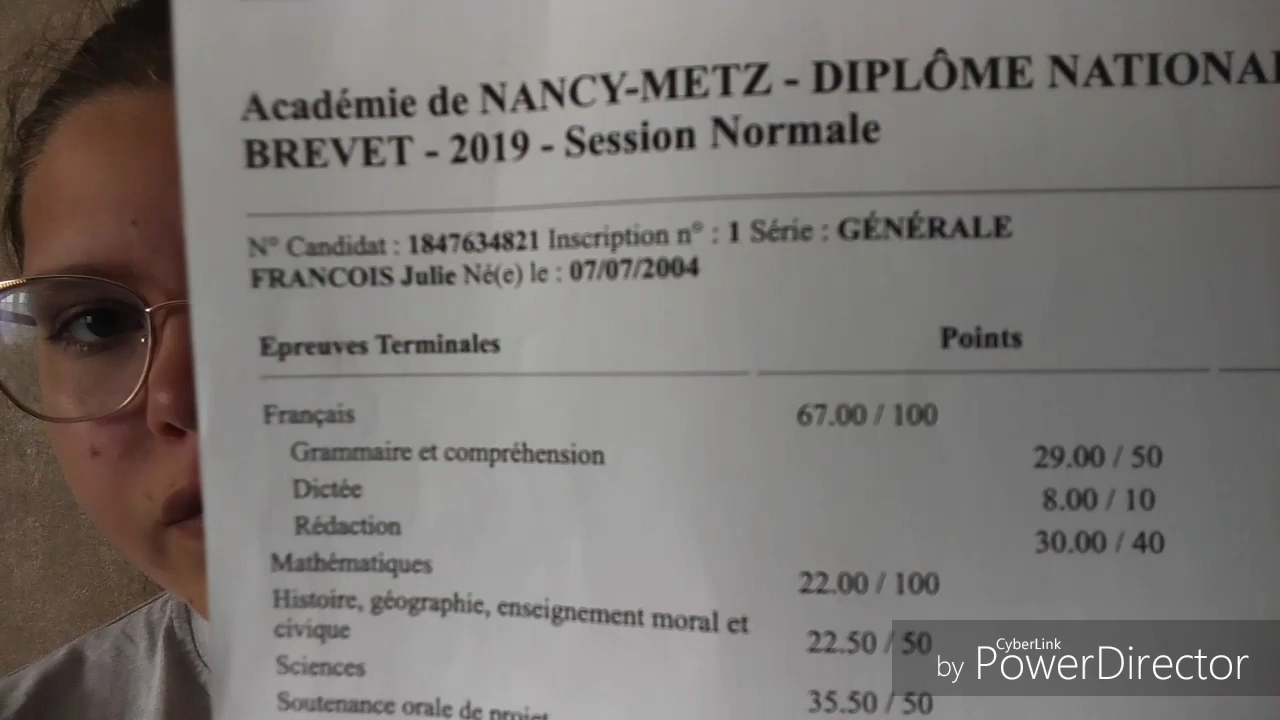 Académie de NANCY-METZ - DIPLÔME NATIONAL
BREVET - 2019 - Session Normale
N° Candidat : 1847634821 Inscription n° : 1 Série : GÉNÉRALE
FRANCOIS Julie Né(e) le : 07/07/2004
Epreuves Terminales Points
Français 67.00 / 100
Grammaire et compréhension 29.00 / 50
Dictée 8.00 / 10
Rédaction 30.00 / 40
Mathématiques 22.00 / 100
Histoire, géographie, enseignement moral et
civique 22.50 / 50
Sciences 35.50 / 50
Soutenance orale de projet
CyberLink
by PowerDirector